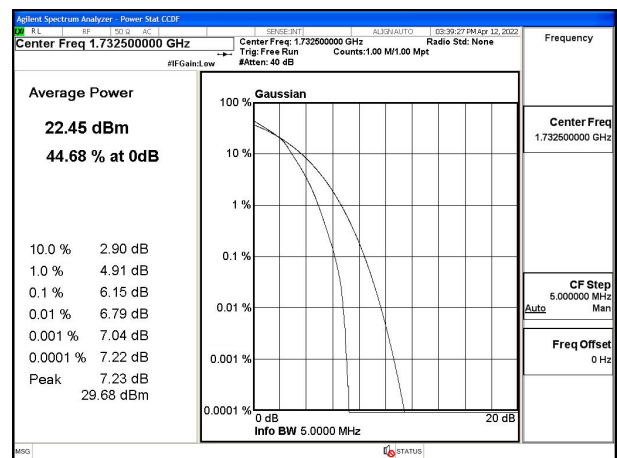 Agilent Spectrum Analyzer - Power Stat CCDF
RL RF 50 Ω AC SENSE:INT ALIGN AUTO 03:39:27 PM Apr 12, 2022
Center Freq 1.732500000 GHz
Center Freq: 1.732500000 GHz Radio Std: None
Trig: Free Run Counts:1.00 M/1.00 Mpt
#IFGain:Low #Atten: 40 dB
Frequency
Average Power
22.45 dBm
44.68 % at 0dB
10.0 % 2.90 dB
1.0 % 4.91 dB
0.1 % 6.15 dB
0.01 % 6.79 dB
0.001 % 7.04 dB
0.0001 % 7.22 dB
Peak 7.23 dB
29.68 dBm
Gaussian
100 %
10 %
1 %
0.1 %
0.01 %
0.001 %
0.0001 %
0 dB 20 dB
Info BW 5.0000 MHz
Center Freq
1.732500000 GHz
CF Step
5.000000 MHz
Auto Man
Freq Offset
0 Hz
MSG STATUS